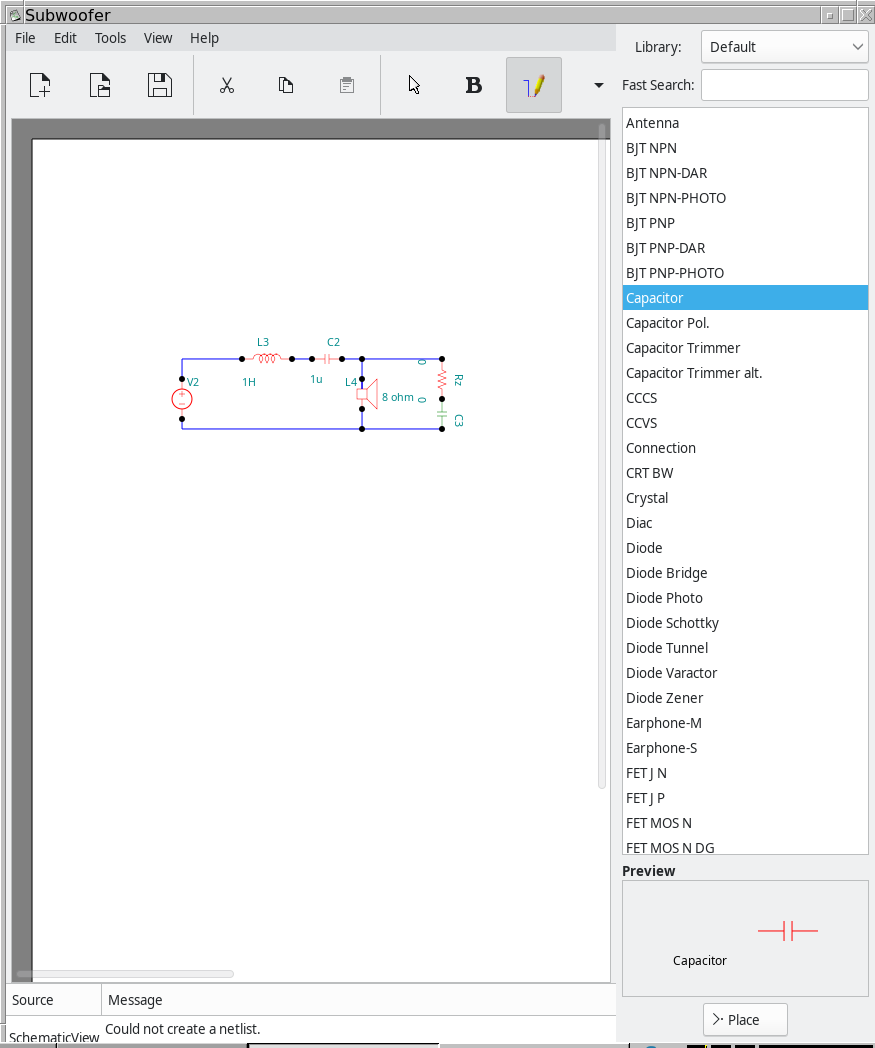 Subwoofer
File Edit Tools View Help
B
Library: Default
Fast Search:
Antenna
BJT NPN
BJT NPN-DAR
BJT NPN-PHOTO
BJT PNP
BJT PNP-DAR
BJT PNP-PHOTO
Capacitor
Capacitor Pol.
Capacitor Trimmer
Capacitor Trimmer alt.
CCCS
CCVS
Connection
CRT BW
Crystal
Diac
Diode
Diode Bridge
Diode Photo
Diode Schottky
Diode Tunnel
Diode Varactor
Diode Zener
Earphone-M
Earphone-S
FET J N
FET J P
FET MOS N
FET MOS N DG
L3 C2
V2 1H 1u L4 0 Rz
8 ohm 0 C3
Preview
Capacitor
Place
Source Message
SchematicView Could not create a netlist.